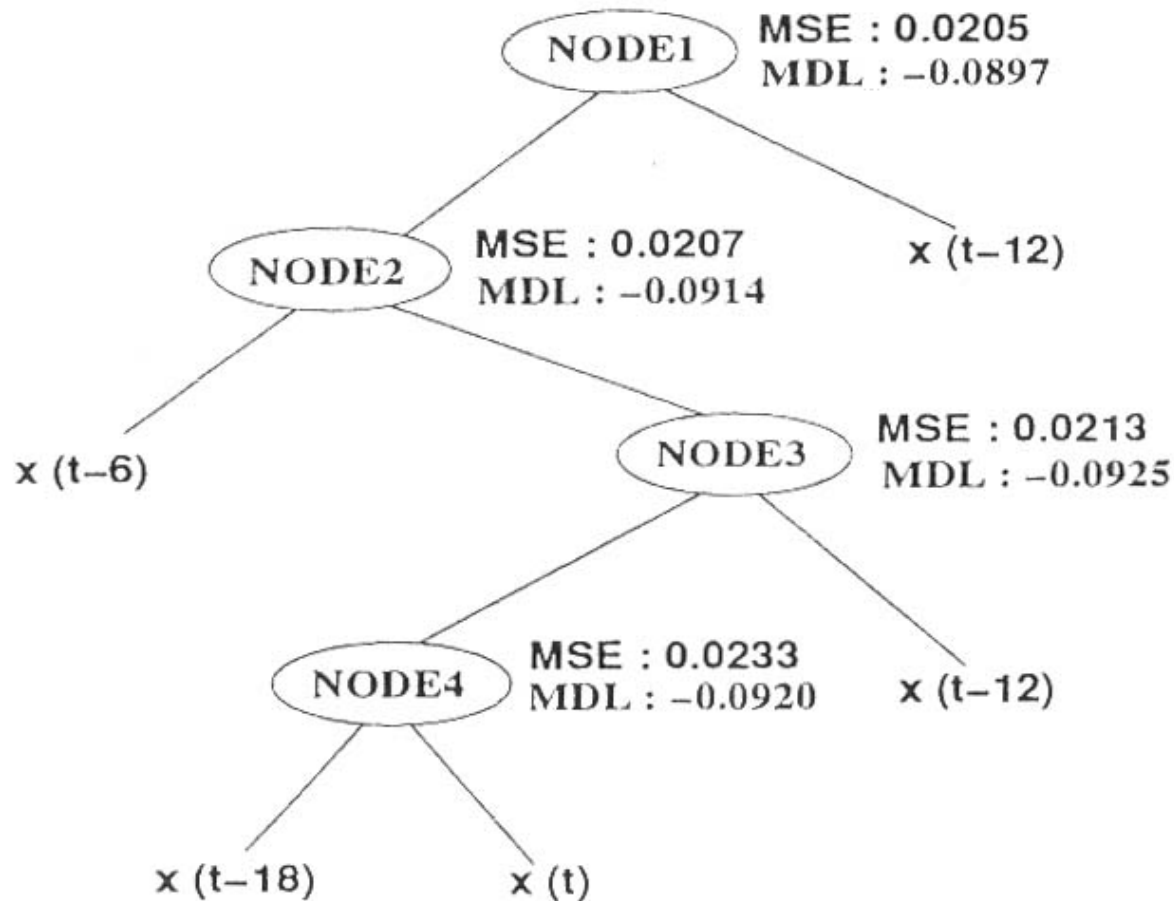 NODE1
MSE : 0.0205
MDL : −0.0897
NODE2
MSE : 0.0207
MDL : −0.0914
x (t−12)
x (t−6)
NODE3
MSE : 0.0213
MDL : −0.0925
NODE4
MSE : 0.0233
MDL : −0.0920
x (t−12)
x (t−18)
x (t)